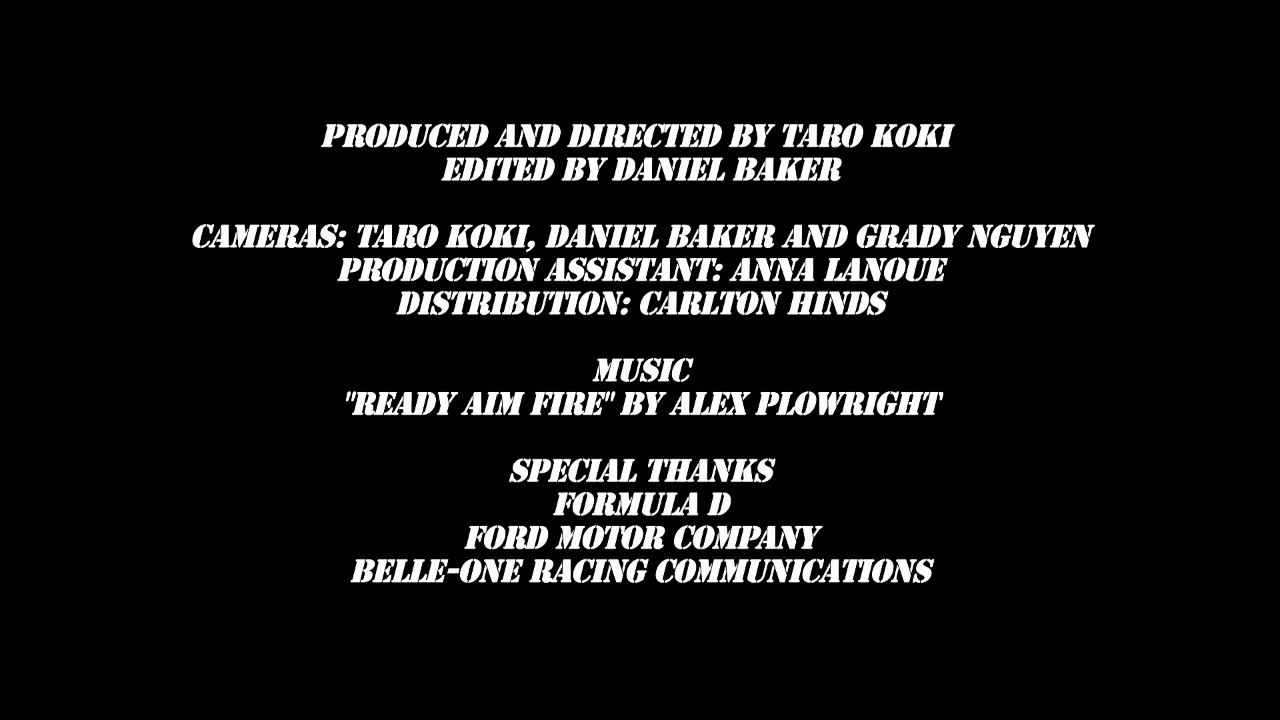 PRODUCED AND DIRECTED BY TARO KOKI
EDITED BY DANIEL BAKER
CAMERAS: TARO KOKI, DANIEL BAKER AND GRADY NGUYEN
PRODUCTION ASSISTANT: ANNA LANOUE
DISTRIBUTION: CARLTON HINDS
MUSIC
"READY AIM FIRE" BY ALEX PLOWRIGHT
SPECIAL THANKS
FORMULA D
FORD MOTOR COMPANY
BELLE-ONE RACING COMMUNICATIONS